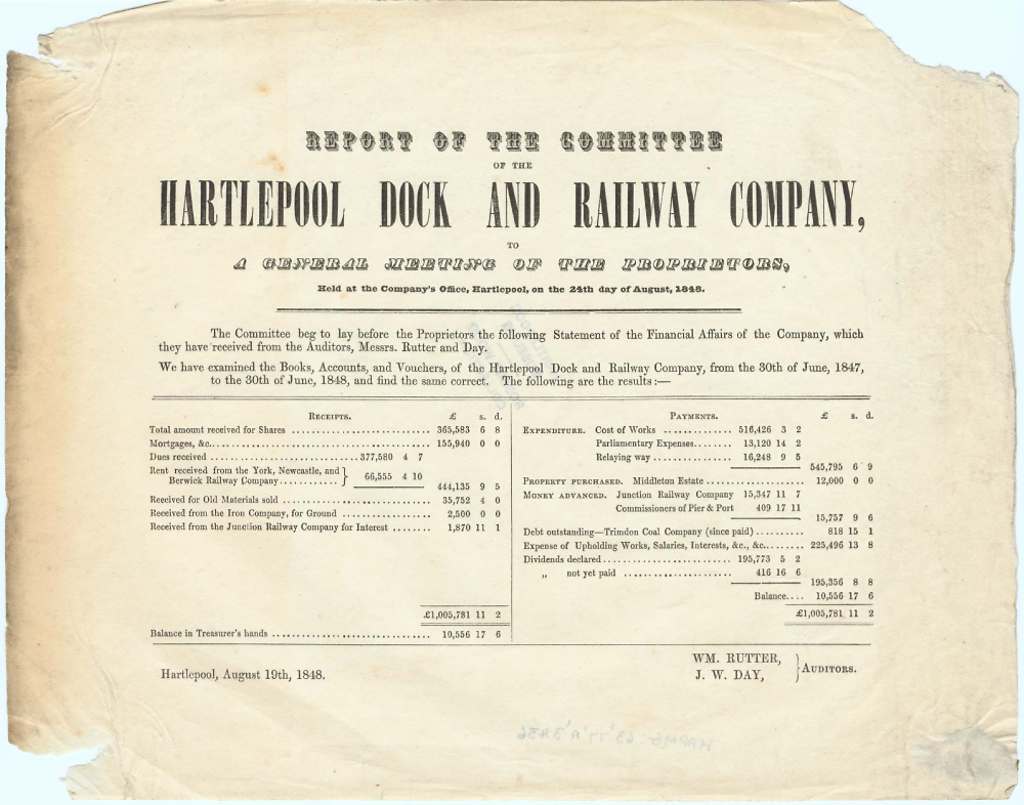 REPORT OF THE COMMITTEE
OF THE
HARTLEPOOL DOCK AND RAILWAY COMPANY,
TO
A GENERAL MEETING OF THE PROPRIETORS,
Held at the Company's Office, Hartlepool, on the 24th day of August, 1848.
The Committee beg to lay before the Proprietors the following Statement of the Financial Affairs of the Company, which
they have received from the Auditors, Messrs. Rutter and Day.
We have examined the Books, Accounts, and Vouchers, of the Hartlepool Dock and Railway Company, from the 30th of June, 1847,
to the 30th of June, 1848, and find the same correct. The following are the results:—
RECEIPTS. £ s. d.
Total amount received for Shares .............................. 365,583 6 8
Mortgages, &c................................................ 155,940 0 0
Dues received ................................ 377,580 4 7
Rent received from the York, Newcastle, and
Berwick Railway Company ............ } 66,555 4 10
444,135 9 5
Received for Old Materials sold ................................ 35,752 4 0
Received from the Iron Company, for Ground .................... 2,500 0 0
Received from the Junction Railway Company for Interest ........ 1,870 11 1
£1,005,781 11 2
Balance in Treasurer's hands .................................. 10,556 17 6
PAYMENTS. £ s. d.
EXPENDITURE. Cost of Works .............. 516,426 3 2
Parliamentary Expenses........ 13,120 14 2
Relaying way ................ 16,248 9 5
545,795 6 9
PROPERTY PURCHASED. Middleton Estate ..................... 12,000 0 0
MONEY ADVANCED. Junction Railway Company 15,347 11 7
Commissioners of Pier & Port 409 17 11
15,757 9 6
Debt outstanding—Trimdon Coal Company (since paid).......... 818 15 1
Expense of Upholding Works, Salaries, Interests, &c., &c......... 225,496 13 8
Dividends declared........................... 195,773 5 2
„ not yet paid ...................... 416 16 6
195,356 8 8
Balance.... 10,556 17 6
£1,005,781 11 2
Hartlepool, August 19th, 1848.
WM. RUTTER,
J. W. DAY, } AUDITORS.